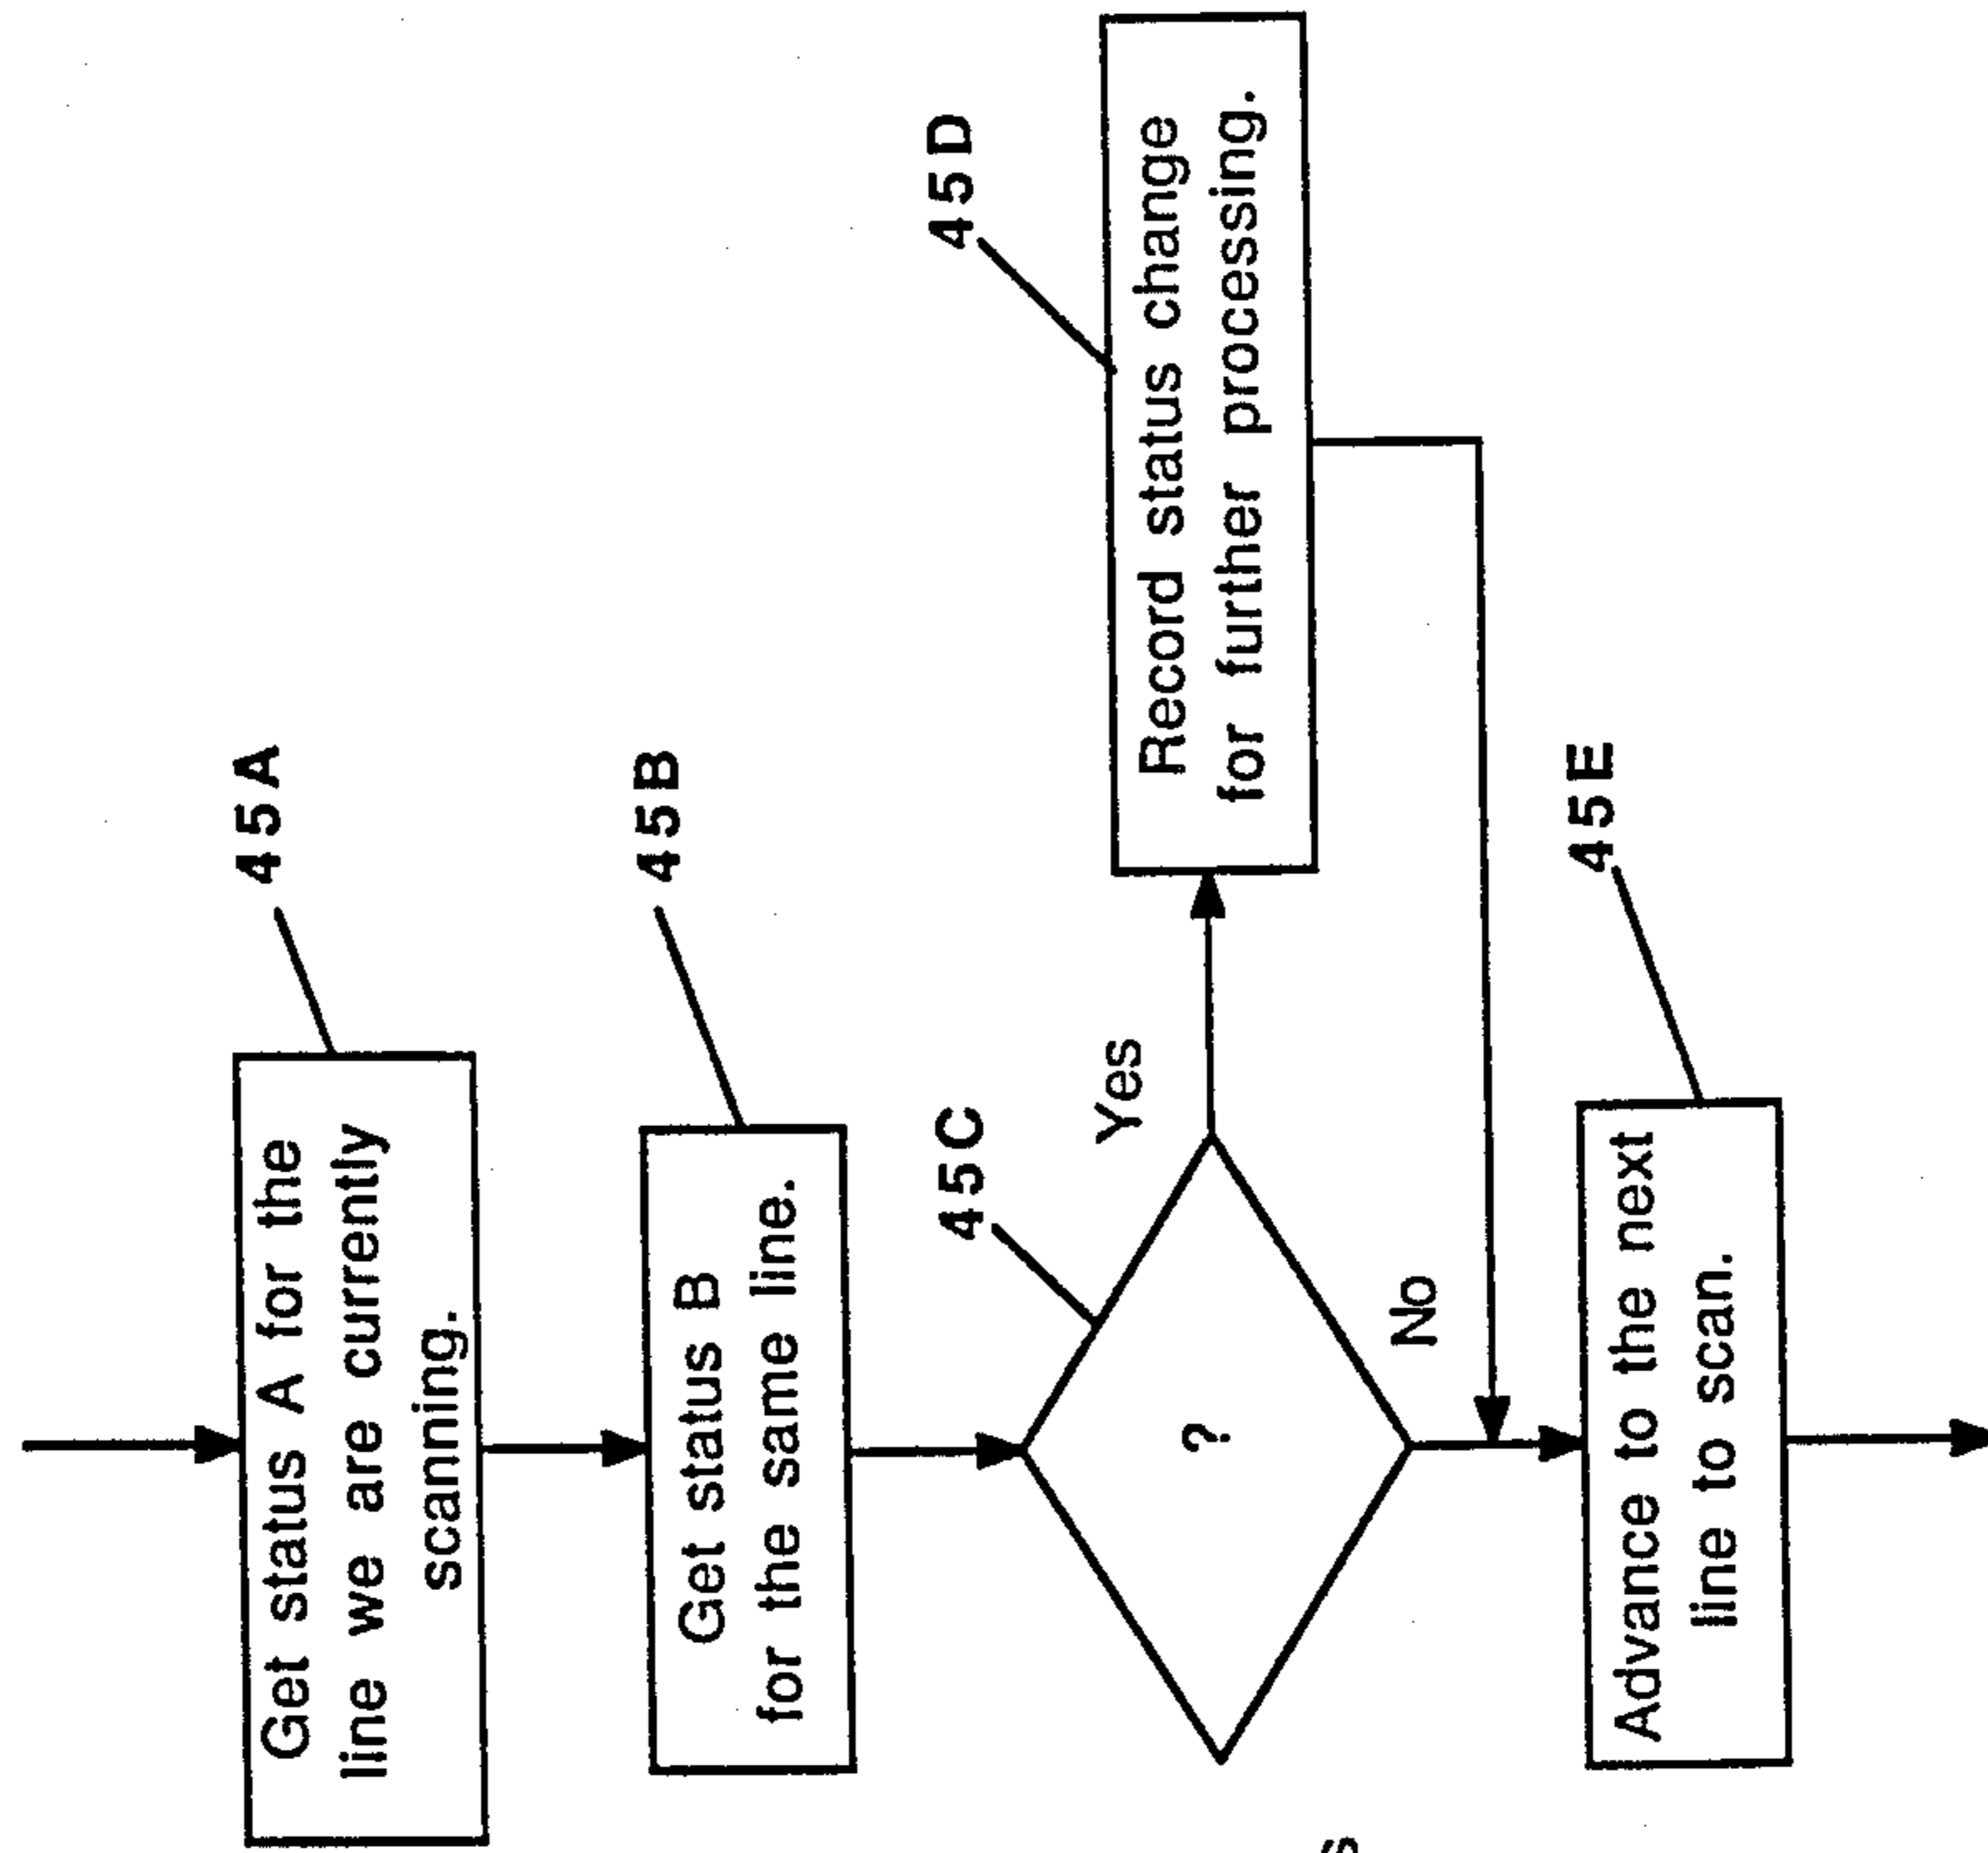 45A
Get status A for the
line we are currently
scanning.
45B
Get status B
for the same line.
45C
?
Yes
45D
Record status change
for further processing.
No
45E
Advance to the next
line to scan.